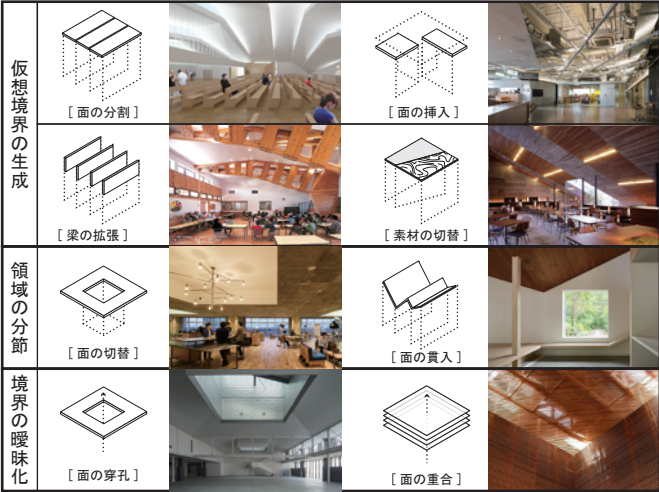 仮想境界の生成
[ 面の分割 ]
[ 面の挿入 ]
[ 梁の拡張 ]
[ 素材の切替 ]
領域の分節
[ 面の切替 ]
[ 面の貫入 ]
境界の曖昧化
[ 面の穿孔 ]
[ 面の重合 ]